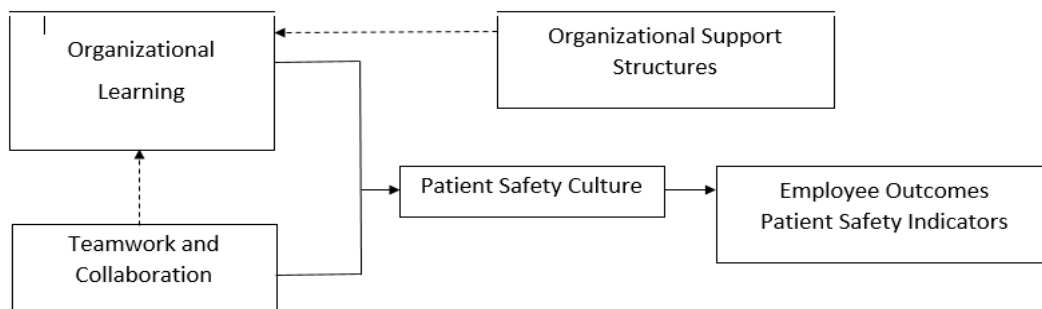 Organizational
Learning
Organizational Support
Structures
Patient Safety Culture
Employee Outcomes
Patient Safety Indicators
Teamwork and
Collaboration